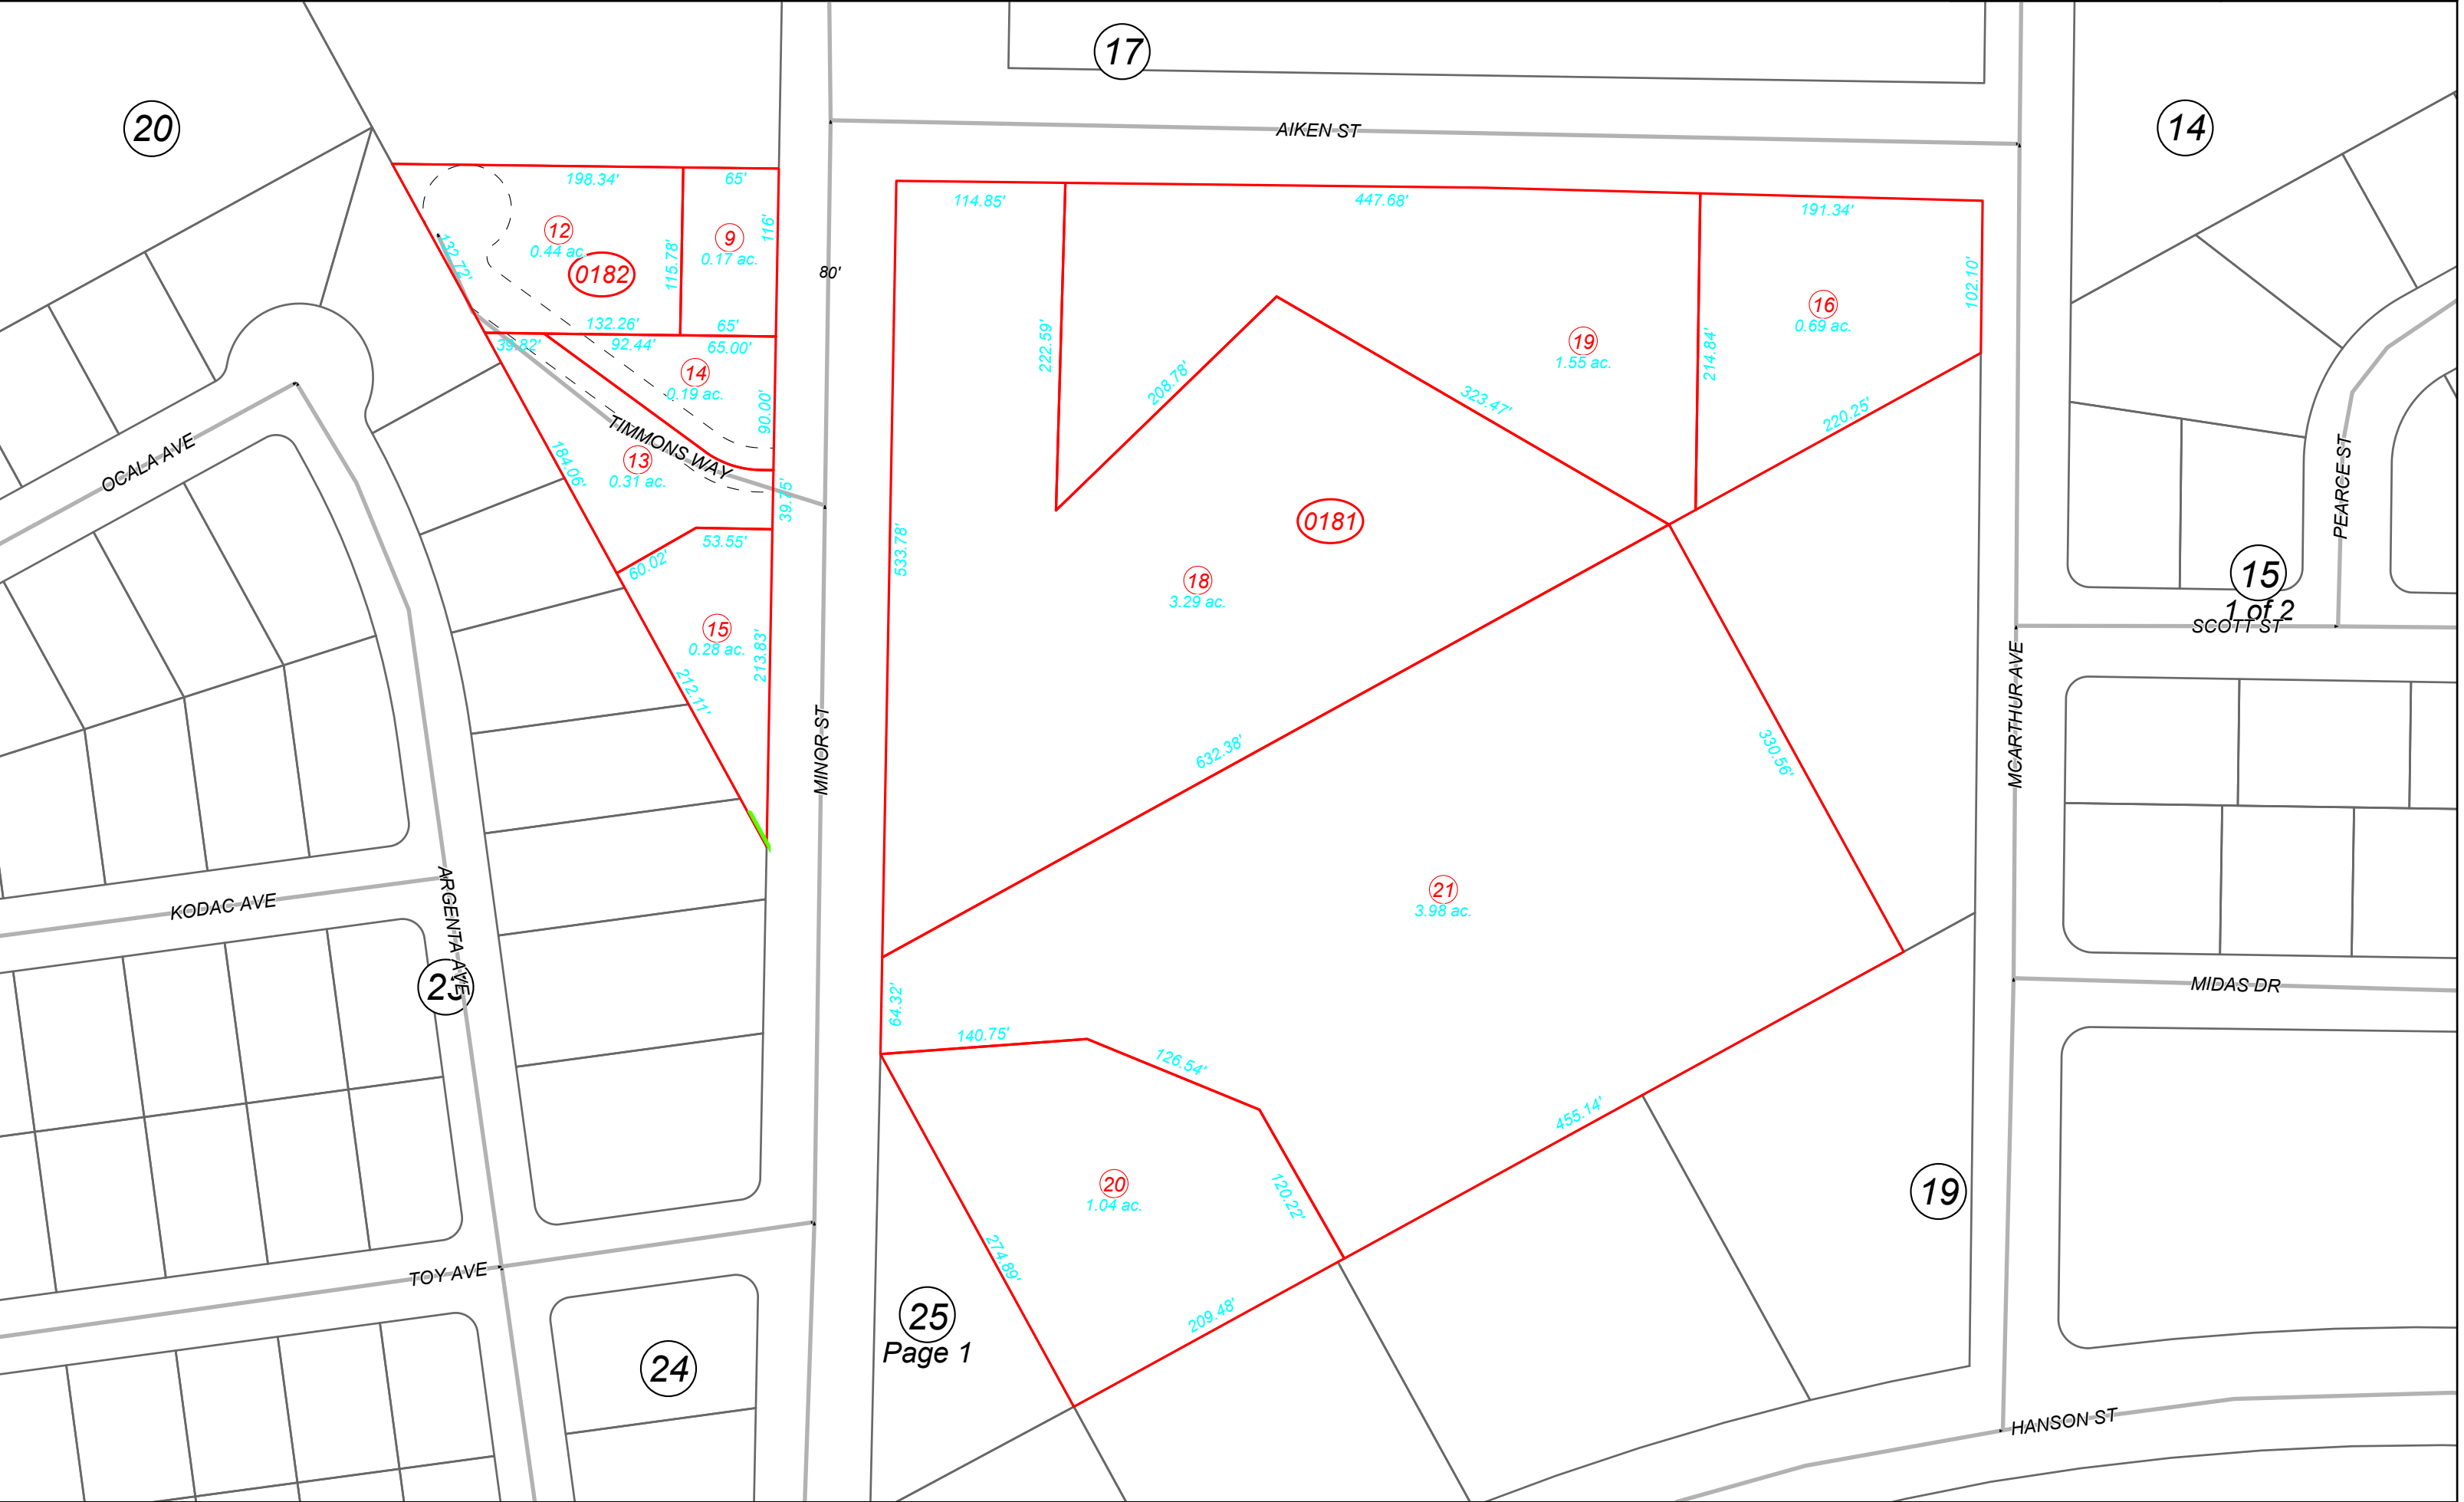 17
20
14
AIKEN ST
198.34'
65'
116'
12
0.44 ac.
9
0.17 ac.
0182
132.72'
115.78'
80'
132.26'
65'
39.82'
92.44'
65.00'
14
0.19 ac.
90.00'
TIMMONS WAY
13
0.31 ac.
184.06'
39.75'
53.55'
60.02'
15
0.28 ac.
213.83'
212.11'
MINOR ST
OCALA AVE
KODAC AVE
ARGENTA AVE
23
TOY AVE
24
114.85'
447.68'
191.34'
102.10'
16
0.69 ac.
19
1.55 ac.
222.59'
208.78'
323.47'
214.84'
220.25'
0181
533.78'
18
3.29 ac.
632.38'
330.56'
21
3.98 ac.
64.32'
140.75'
126.54'
455.14'
20
1.04 ac.
120.22'
274.89'
209.48'
25
Page 1
19
MCARTHUR AVE
PEARCE ST
15
1 of 2
SCOTT ST
MIDAS DR
HANSON ST